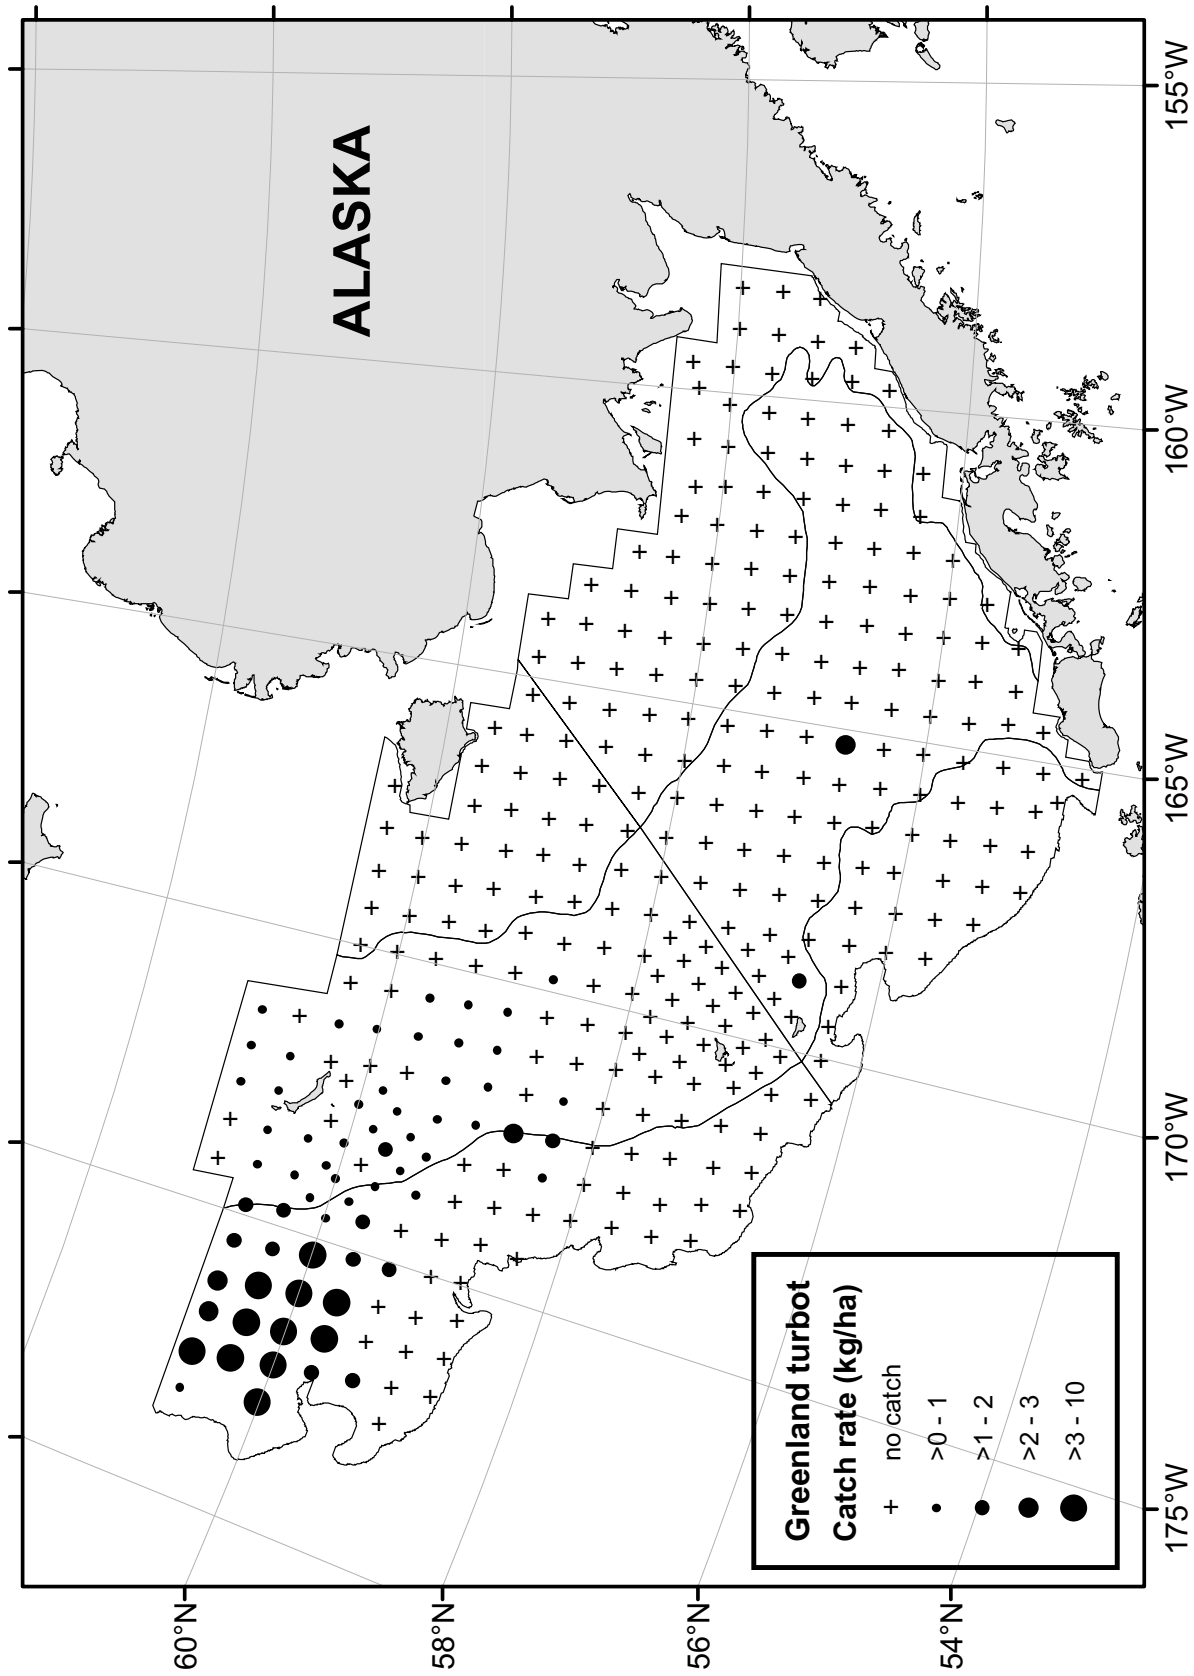 ALASKA
60°N
58°N
56°N
54°N
175°W
170°W
165°W
160°W
155°W
Greenland turbot
Catch rate (kg/ha)
no catch
>0 - 1
>1 - 2
>2 - 3
>3 - 10